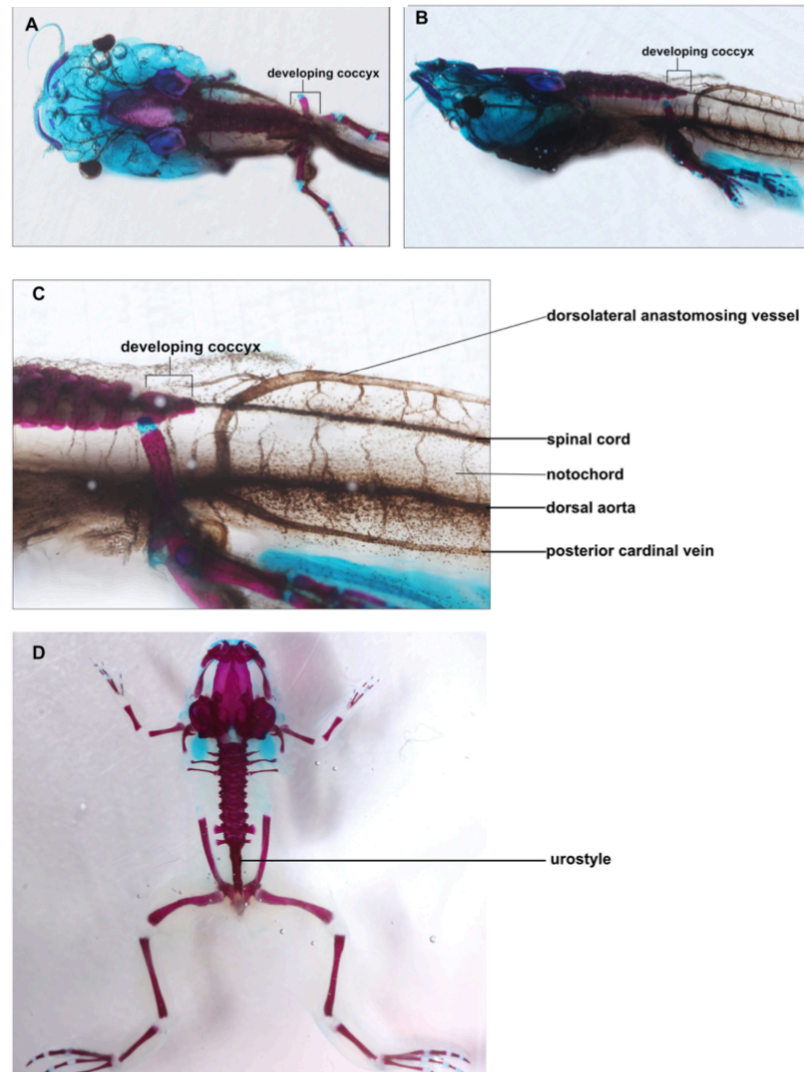 A
developing coccyx
B
developing coccyx
C
developing coccyx
dorsolateral anastomosing vessel
spinal cord
notochord
dorsal aorta
posterior cardinal vein
D
urostyle